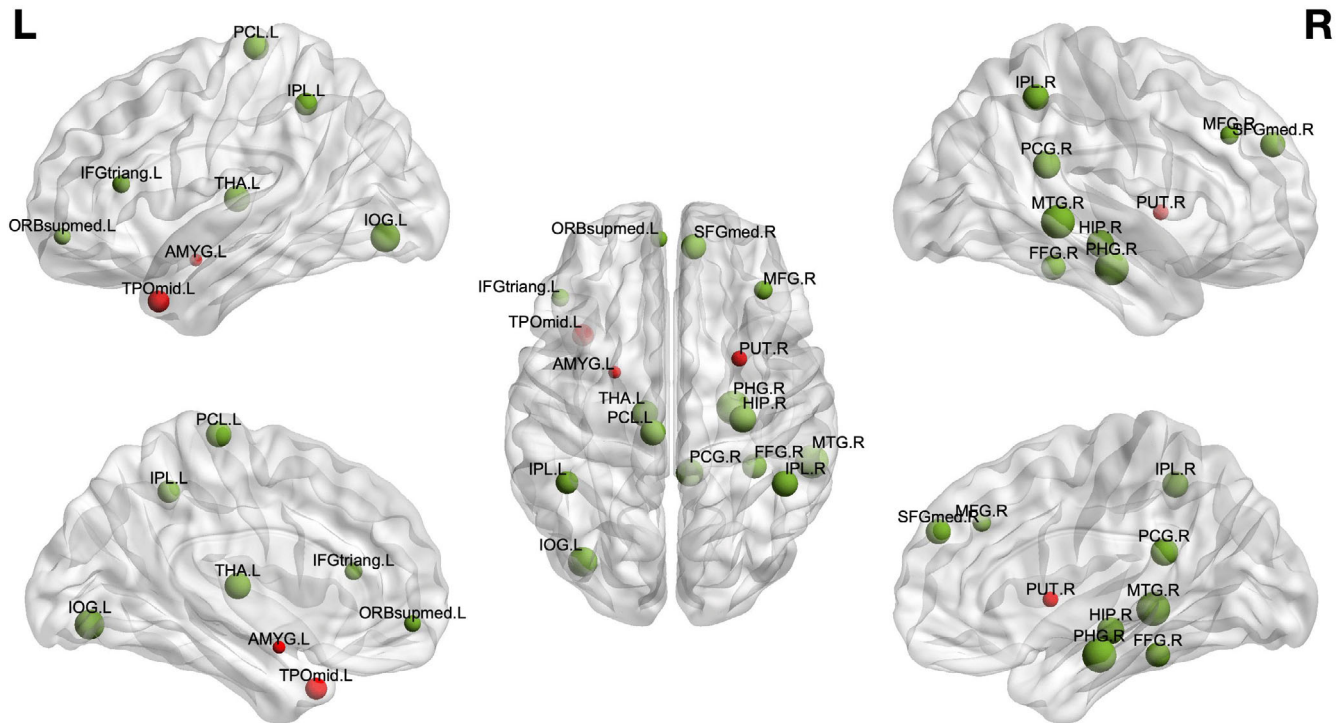 L
R
PCL.L
IPL.L
IFGtriang.L
THA.L
ORBsupmed.L
IOG.L
AMYG.L
TPOmid.L
IPL.R
MFG.R
SFGmed.R
PCG.R
MTG.R
PUT.R
HIP.R
FFG.R
PHG.R
ORBsupmed.L
SFGmed.R
IFGtriang.L
MFG.R
TPOmid.L
AMYG.L
PUT.R
THA.L
PHG.R
PCL.L
HIP.R
IPL.L
PCG.R
FFG.R
MTG.R
IPL.R
IOG.L
PCL.L
IPL.L
IFGtriang.L
THA.L
IOG.L
ORBsupmed.L
AMYG.L
TPOmid.L
IPL.R
SFGmed.R
MFG.R
PCG.R
PUT.R
MTG.R
HIP.R
PHG.R
FFG.R